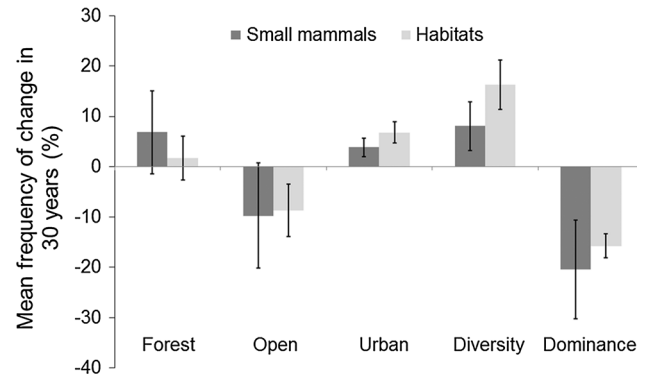 Mean frequency of change in
30 years (%)
30
20
10
0
-10
-20
-30
-40
Small mammals
Habitats
Forest
Open
Urban
Diversity
Dominance